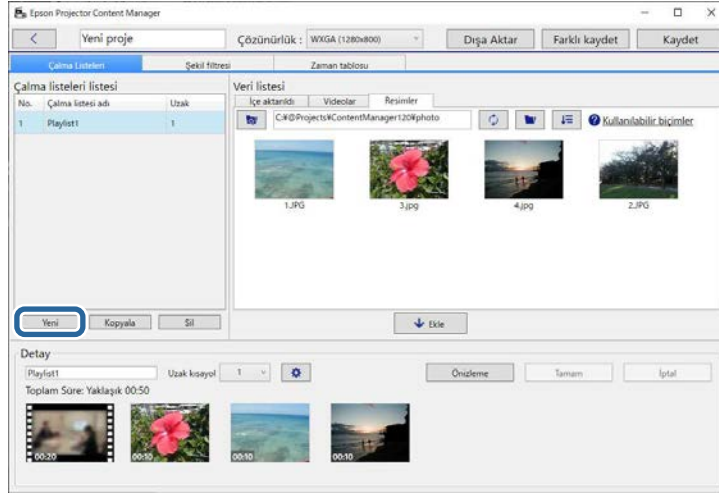 Epson Projector Content Manager
Yeni proje Çözünürlük : WXGA (1280x800) Dışa Aktar Farklı kaydet Kaydet
Çalma Listeleri Şekil filtresi Zaman tablosu
Çalma listeleri listesi Veri listesi
No. Çalma listesi adı Uzak İçe aktarıldı Videolar Resimler
1 Playlist1 1 C:¥@Projects¥ContentManager120¥photo Kullanılabilir biçimler
1.JPG 3.jpg 4.jpg 2.JPG
Yeni Kopyala Sil Ekle
Detay
Playlist1 Uzak kısayol 1 Önizleme Tamam İptal
Toplam Süre: Yaklaşık 00:50
00:20 00:10 00:10 00:10